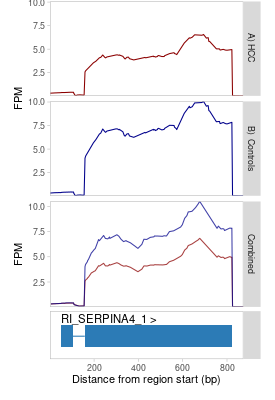 10.0
7.5
5.0
2.5
FPM
A) HCC
10.0
7.5
5.0
2.5
B) Controls
10.0
7.5
5.0
2.5
FPM
Combined
RI_SERPINA4_1 >
200 400 600 800
Distance from region start (bp)